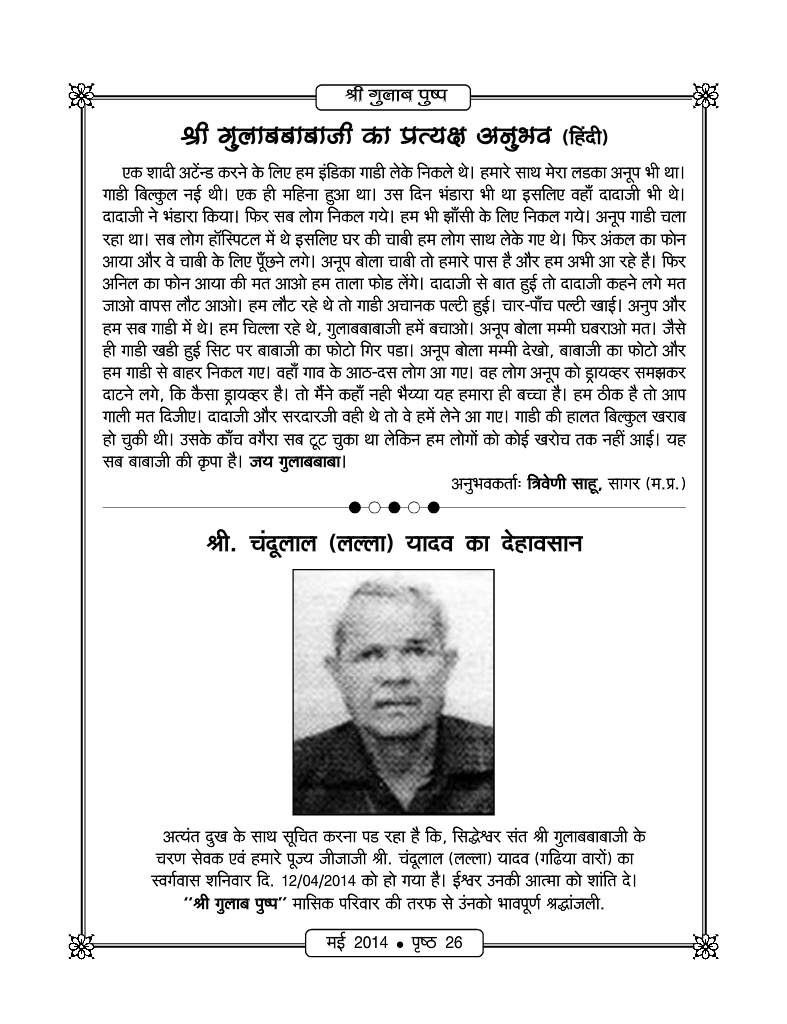 श्री गुलाब पुष्प
श्री गुलाबबाबाजी का प्रत्यक्ष अनुभव (हिंदी)
एक शादी अटेंन्ड करने के लिए हम इंडिका गाडी लेके निकले थे। हमारे साथ मेरा लडका अनूप भी था।
गाडी बिल्कुल नई थी। एक ही महिना हुआ था। उस दिन भंडारा भी था इसलिए वहाँ दादाजी भी थे।
दादाजी ने भंडारा किया। फिर सब लोग निकल गये। हम भी झाँसी के लिए निकल गये। अनूप गाडी चला
रहा था। सब लोग हॉस्पिटल में थे इसलिए घर की चाबी हम लोग साथ लेके गए थे। फिर अंकल का फोन
आया और वे चाबी के लिए पूँछने लगे। अनूप बोला चाबी तो हमारे पास है और हम अभी आ रहे है। फिर
अनिल का फोन आया की मत आओ हम ताला फोड लेंगे। दादाजी से बात हुई तो दादाजी कहने लगे मत
जाओ वापस लौट आओ। हम लौट रहे थे तो गाडी अचानक पल्टी हुई। चार-पाँच पल्टी खाई। अनुप और
हम सब गाडी में थे। हम चिल्ला रहे थे, गुलाबबाबाजी हमें बचाओ। अनूप बोला मम्मी घबराओ मत। जैसे
ही गाडी खडी हुई सिट पर बाबाजी का फोटो गिर पडा। अनूप बोला मम्मी देखो, बाबाजी का फोटो और
हम गाडी से बाहर निकल गए। वहाँ गाव के आठ-दस लोग आ गए। वह लोग अनूप को ड्रायव्हर समझकर
दाटने लगे, कि कैसा ड्रायव्हर है। तो मैंने कहाँ नही भैय्या यह हमारा ही बच्चा है। हम ठीक है तो आप
गाली मत दिजीए। दादाजी और सरदारजी वही थे तो वे हमें लेने आ गए। गाडी की हालत बिल्कुल खराब
हो चुकी थी। उसके काँच वगैरा सब टूट चुका था लेकिन हम लोगों को कोई खरोच तक नहीं आई। यह
सब बाबाजी की कृपा है। जय गुलाबबाबा।
अनुभवकर्ताः त्रिवेणी साहू, सागर (म.प्र.)
श्री. चंदूलाल (लल्ला) यादव का देहावसान
अत्यंत दुख के साथ सूचित करना पड रहा है कि, सिद्धेश्वर संत श्री गुलाबबाबाजी के
चरण सेवक एवं हमारे पूज्य जीजाजी श्री. चंदूलाल (लल्ला) यादव (गढिया वारों) का
स्वर्गवास शनिवार दि. 12/04/2014 को हो गया है। ईश्वर उनकी आत्मा को शांति दे।
''श्री गुलाब पुष्प'' मासिक परिवार की तरफ से उंनको भावपूर्ण श्रद्धांजली.
मई 2014 ● पृष्ठ 26